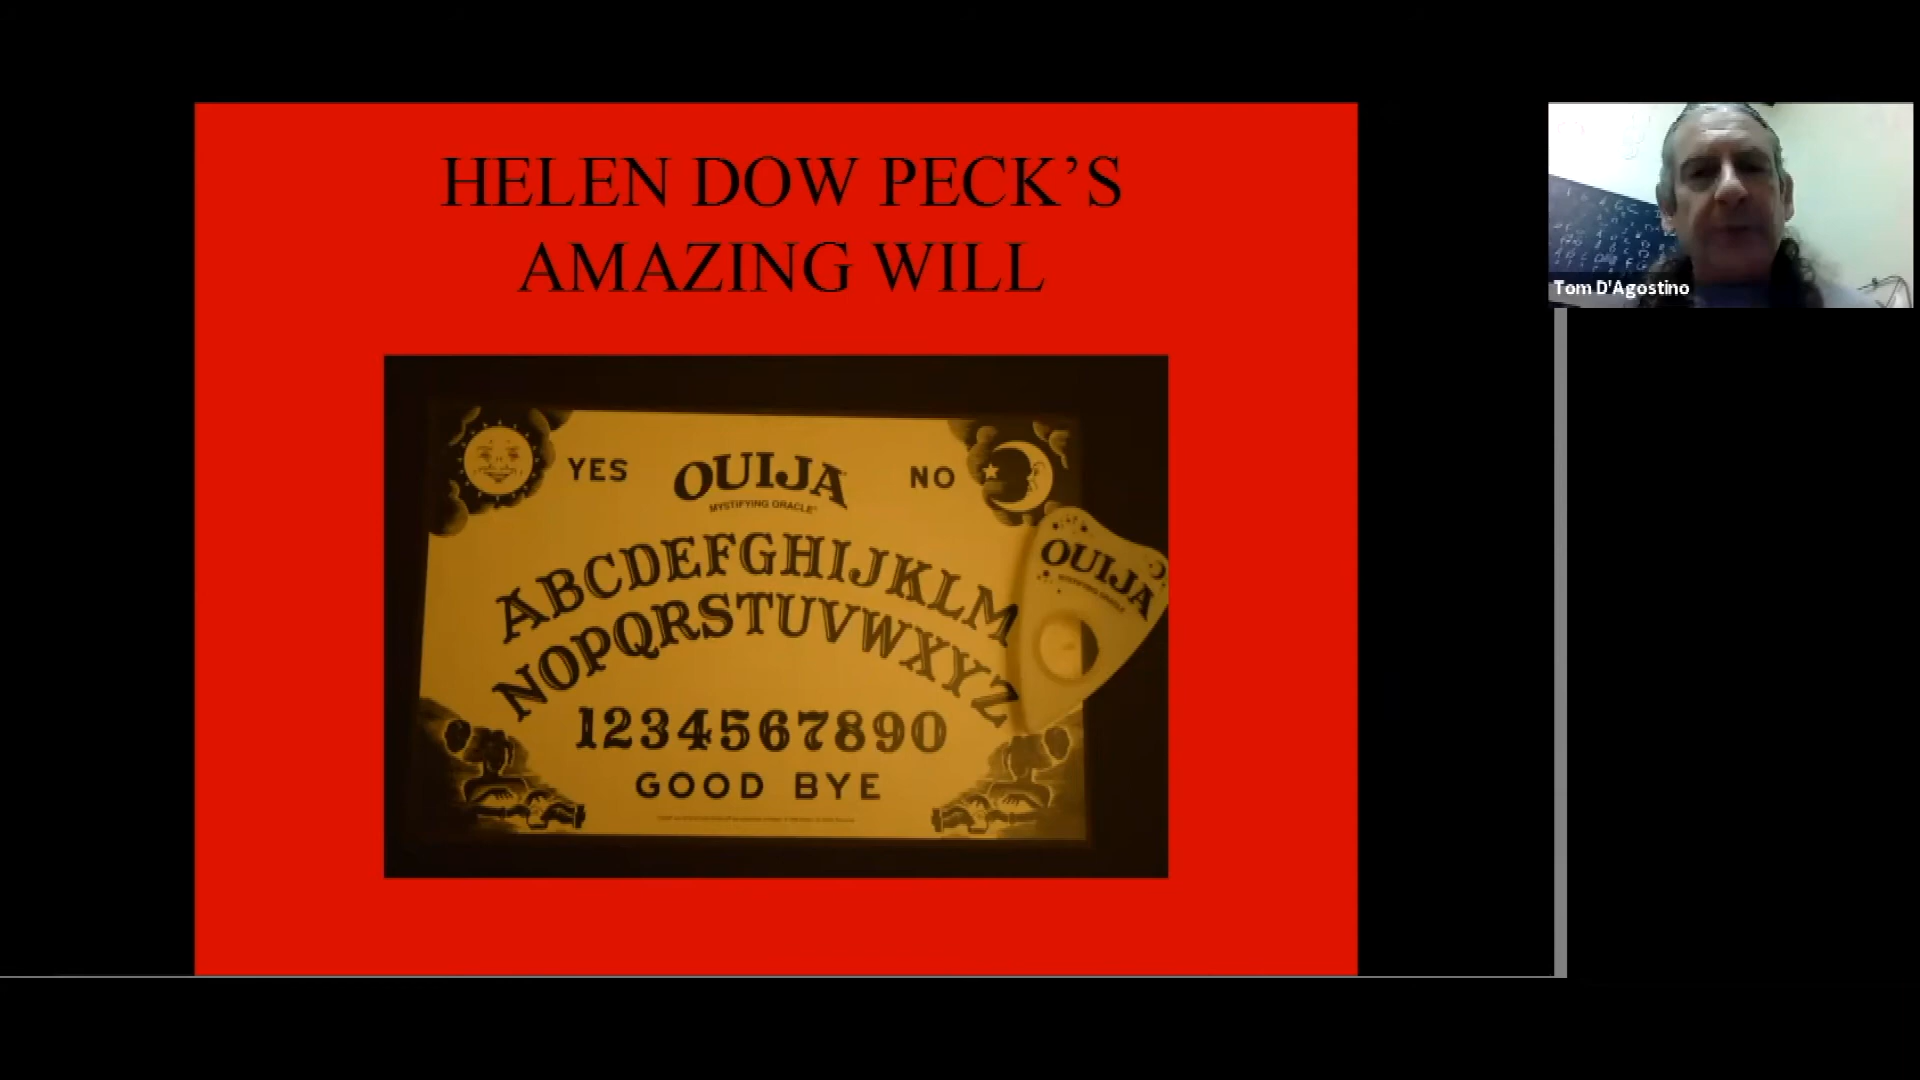 HELEN DOW PECK’S
AMAZING WILL
YES
OUIJA
NO
MYSTIFYING ORACLE
ABCDEFGHIJKLM
NOPQRSTUVWXYZ
1234567890
GOOD BYE
OUIJA
Tom D'Agostino